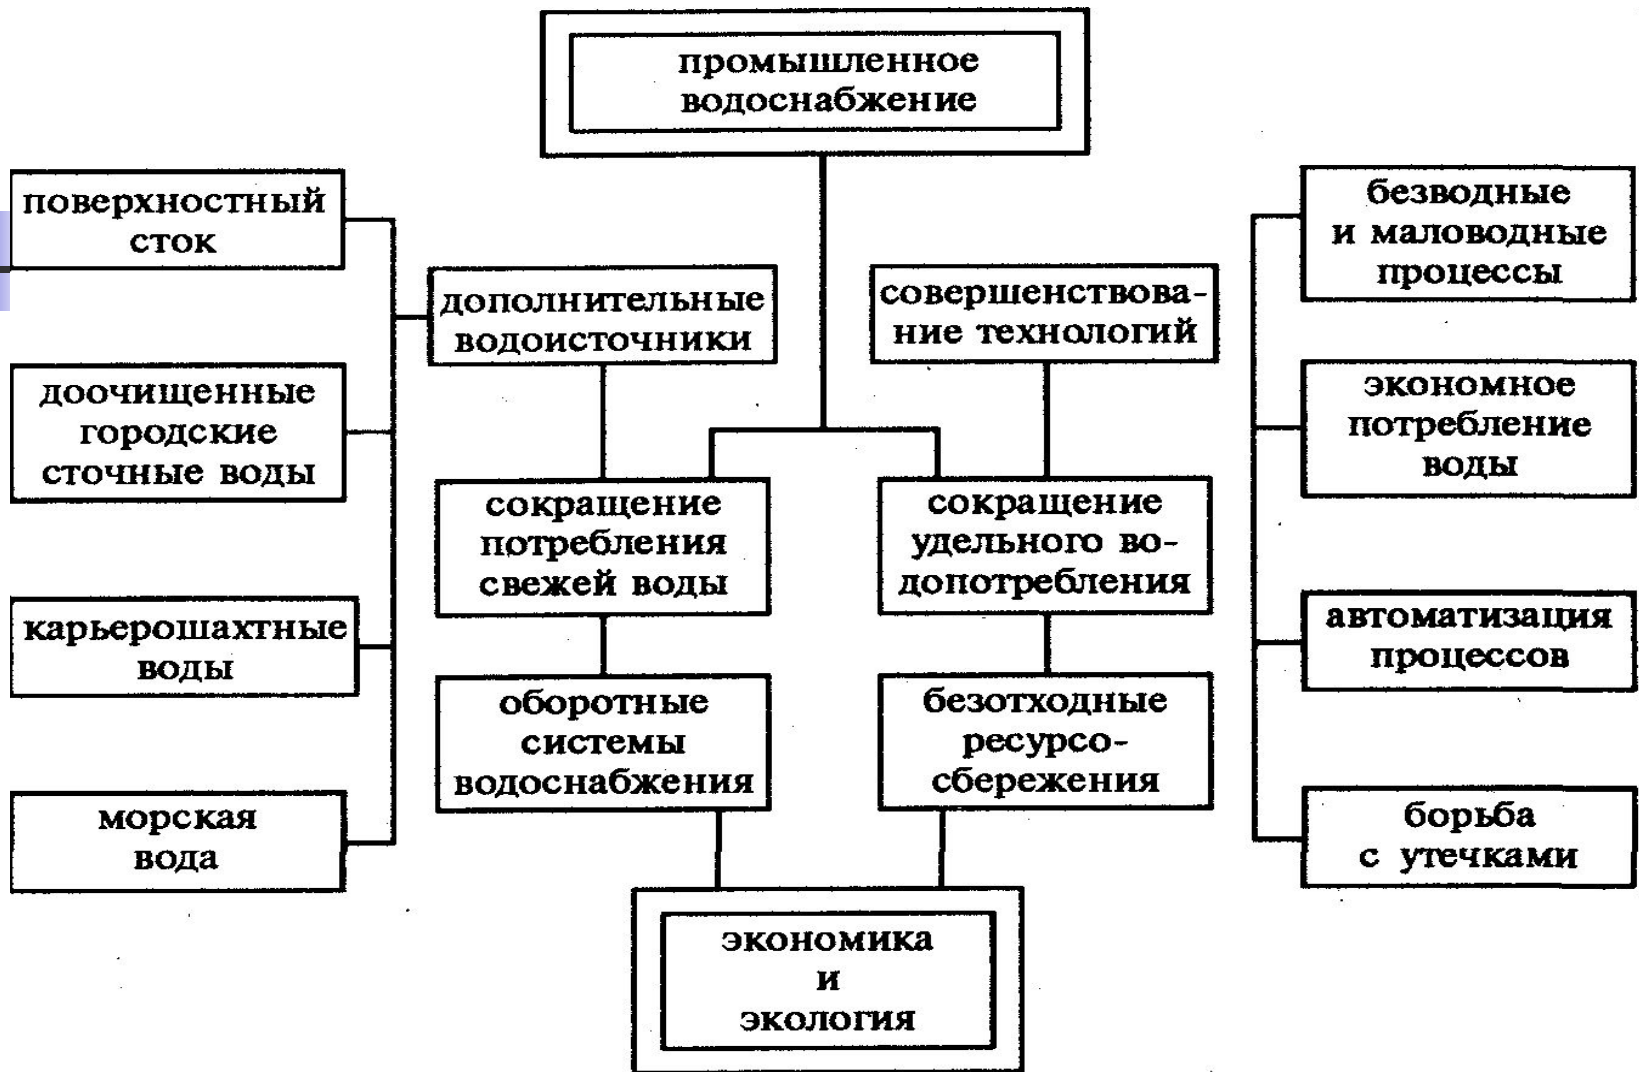 промышленное
водоснабжение
поверхностный
сток
дополнительные
водоисточники
совершенствова-
ние технологий
безводные
и маловодные
процессы
доочищенные
городские
сточные воды
экономное
потребление
воды
сокращение
потребления
свежей воды
сокращение
удельного во-
допотребления
карьерошахтные
воды
автоматизация
процессов
оборотные
системы
водоснабжения
безотходные
ресурсо-
сбережения
морская
вода
борьба
с утечками
экономика
и
экология